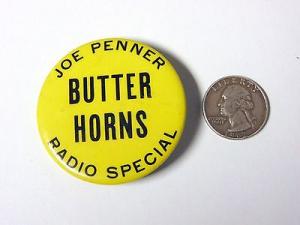 JOE PENNER
BUTTER
HORNS
RADIO SPECIAL
LIBERTY